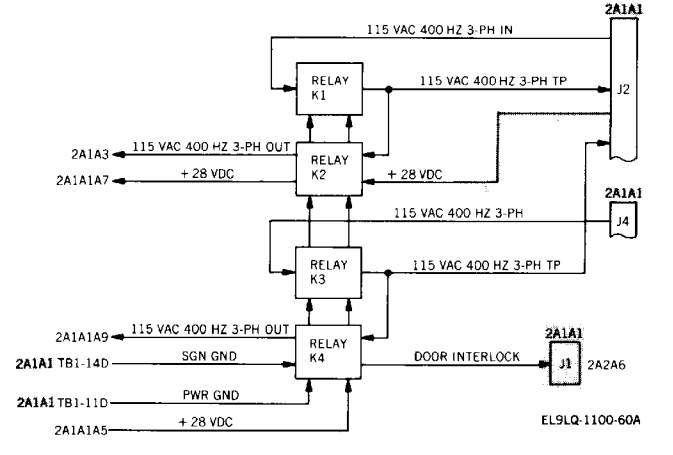 2A1A1
115 VAC 400 HZ 3-PH IN
RELAY
K1
115 VAC 400 HZ 3-PH TP
J2
2A1A3
115 VAC 400 HZ 3-PH OUT
RELAY
K2
2A1A1A7
+ 28 VDC
+ 28 VDC
2A1A1
115 VAC 400 HZ 3-PH
J4
RELAY
K3
115 VAC 400 HZ 3-PH TP
2A1A1A9
115 VAC 400 HZ 3-PH OUT
RELAY
K4
2A1A1
2A1A1 TB1-14D
SGN GND
DOOR INTERLOCK
J1
2A2A6
2A1A1 TB1-11D
PWR GND
2A1A1A5
+ 28 VDC
EL9LQ-1100-60A